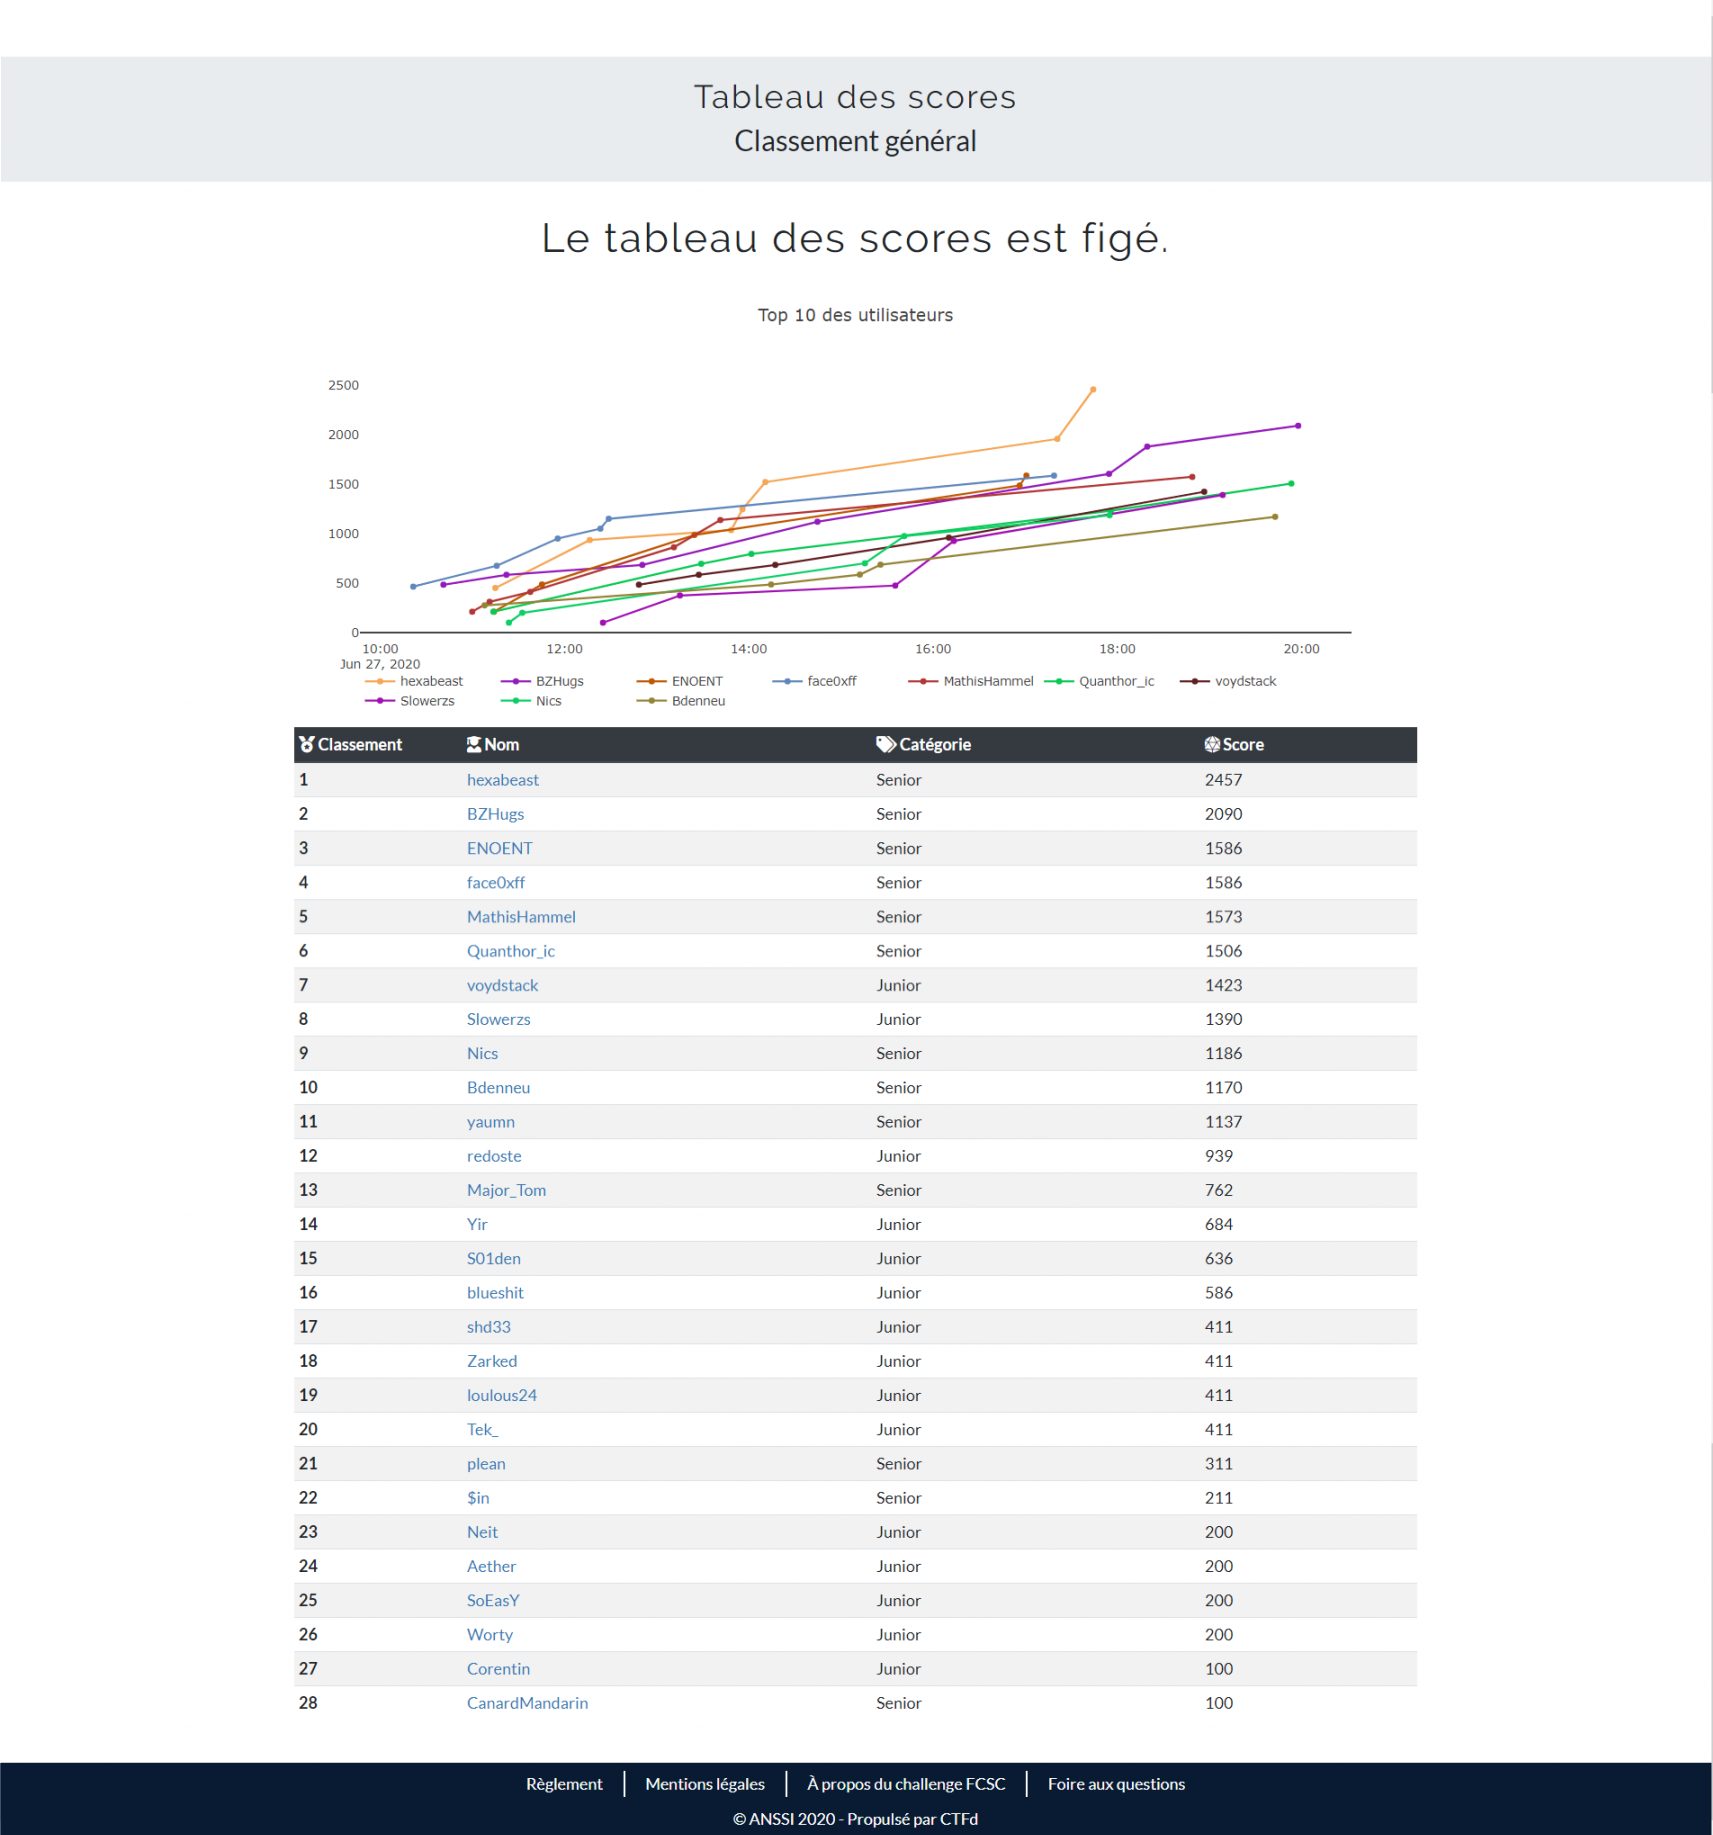 Tableau des scores
Classement général
Le tableau des scores est figé.
Top 10 des utilisateurs
2500
2000
1500
1000
500
0
10:00 12:00 14:00 16:00 18:00 20:00
Jun 27, 2020
hexabeast BZHugs ENOENT face0xff MathisHammel Quanthor_ic voydstack
Slowerzs Nics Bdenneu
Classement Nom Catégorie Score
1 hexabeast Senior 2457
2 BZHugs Senior 2090
3 ENOENT Senior 1586
4 face0xff Senior 1586
5 MathisHammel Senior 1573
6 Quanthor_ic Senior 1506
7 voydstack Junior 1423
8 Slowerzs Junior 1390
9 Nics Senior 1186
10 Bdenneu Senior 1170
11 yaumn Senior 1137
12 redoste Junior 939
13 Major_Tom Senior 762
14 Yir Junior 684
15 S01den Junior 636
16 blueshit Junior 586
17 shd33 Junior 411
18 Zarked Junior 411
19 loulous24 Junior 411
20 Tek_ Junior 411
21 plean Senior 311
22 $in Senior 211
23 Neit Junior 200
24 Aether Junior 200
25 SoEasY Junior 200
26 Worty Junior 200
27 Corentin Junior 100
28 CanardMandarin Senior 100
Règlement Mentions légales À propos du challenge FCSC Foire aux questions
© ANSSI 2020 - Propulsé par CTFd